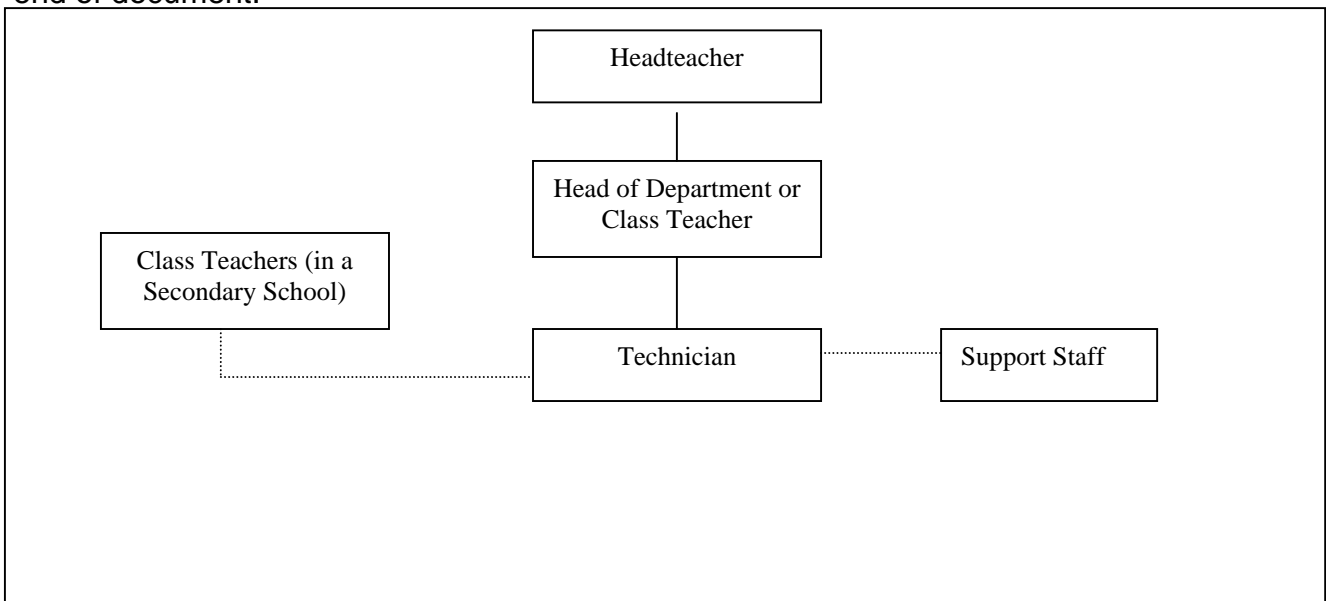 end of document.
Headteacher
Head of Department or
Class Teacher
Class Teachers (in a
Secondary School)
Technician
Support Staff